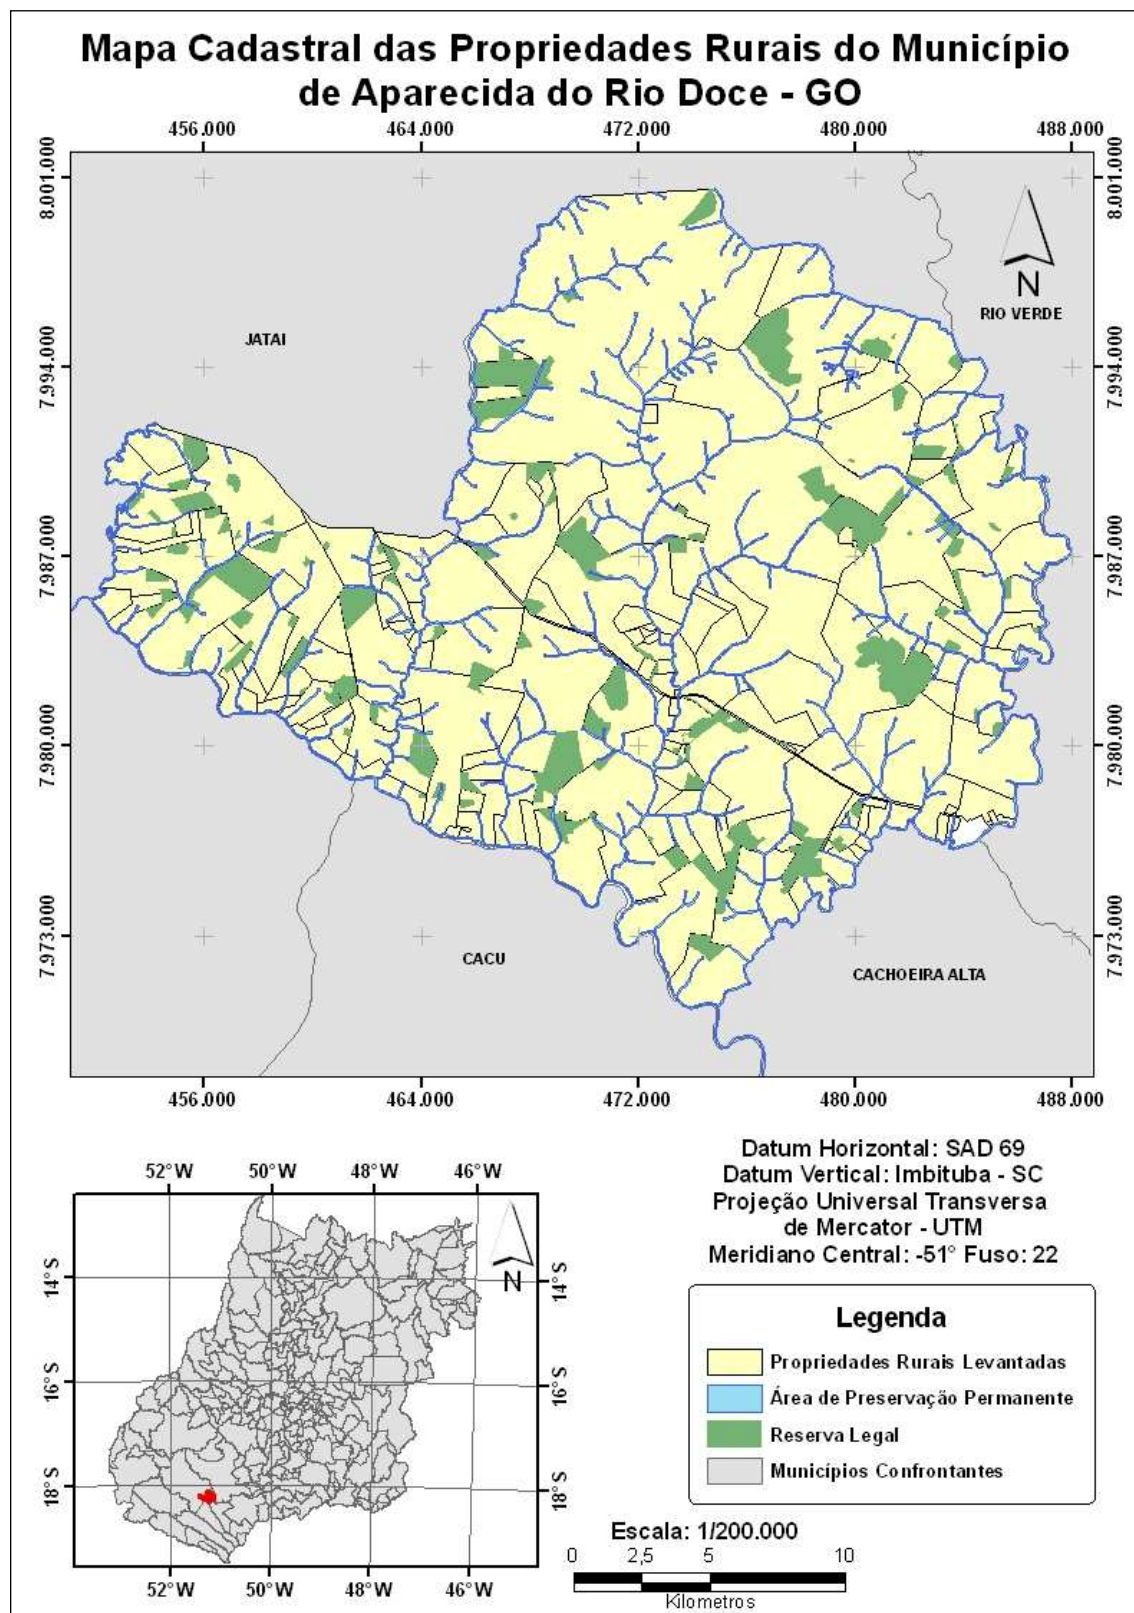 Mapa Cadastral das Propriedades Rurais do Município
de Aparecida do Rio Doce - GO
456.000 464.000 472.000 480.000 488.000
8.001.000 8.001.000
N
RIO VERDE
JATAI
7.994.000 7.994.000
7.987.000 7.987.000
7.980.000 7.980.000
7.973.000 7.973.000
CACU
CACHOEIRA ALTA
456.000 464.000 472.000 480.000 488.000
52°W 50°W 48°W 46°W
N
14°S 14°S
16°S 16°S
18°S 18°S
52°W 50°W 48°W 46°W
Datum Horizontal: SAD 69
Datum Vertical: Imbituba - SC
Projeção Universal Transversa
de Mercator - UTM
Meridiano Central: -51° Fuso: 22
Legenda
Propriedades Rurais Levantadas
Área de Preservação Permanente
Reserva Legal
Municípios Confrontantes
Escala: 1/200.000
0 2,5 5 10
Kilometros